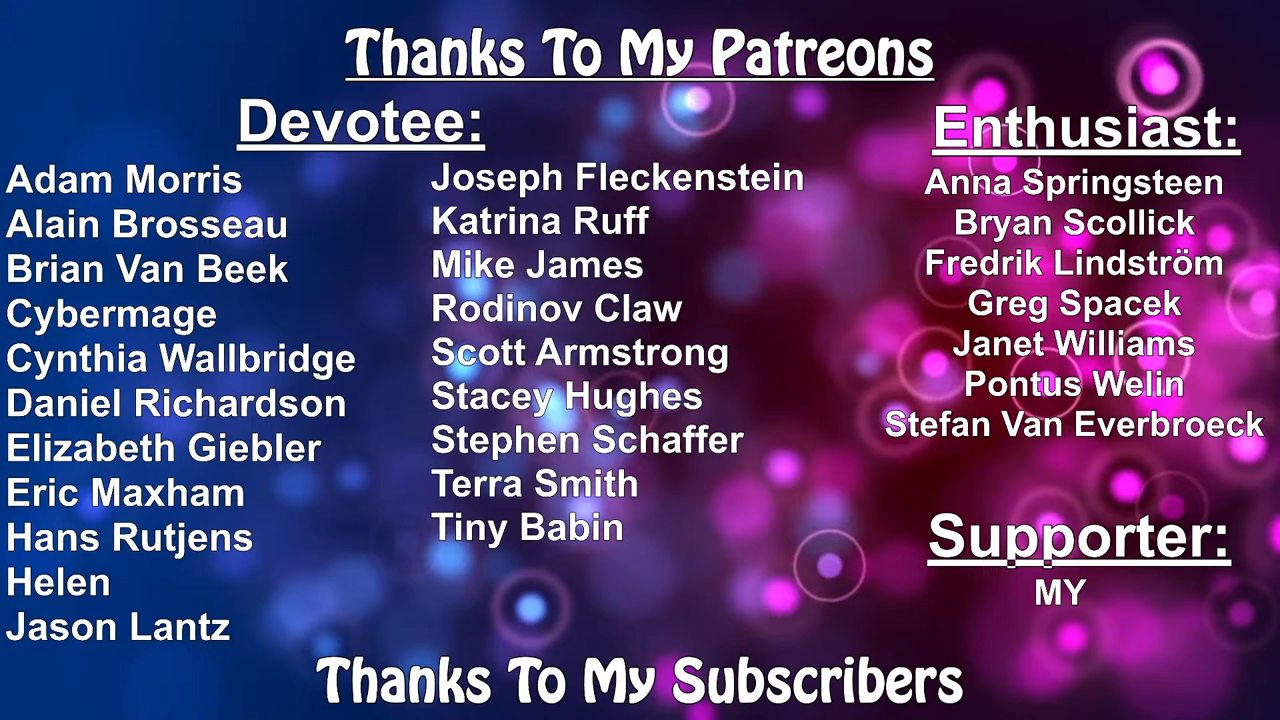 Thanks To My Patreons
Devotee:
Adam Morris
Alain Brosseau
Brian Van Beek
Cybermage
Cynthia Wallbridge
Daniel Richardson
Elizabeth Giebler
Eric Maxham
Hans Rutjens
Helen
Jason Lantz
Joseph Fleckenstein
Katrina Ruff
Mike James
Rodinov Claw
Scott Armstrong
Stacey Hughes
Stephen Schaffer
Terra Smith
Tiny Babin
Enthusiast:
Anna Springsteen
Bryan Scollick
Fredrik Lindström
Greg Spacek
Janet Williams
Pontus Welin
Stefan Van Everbroeck
Supporter:
MY
Thanks To My Subscribers